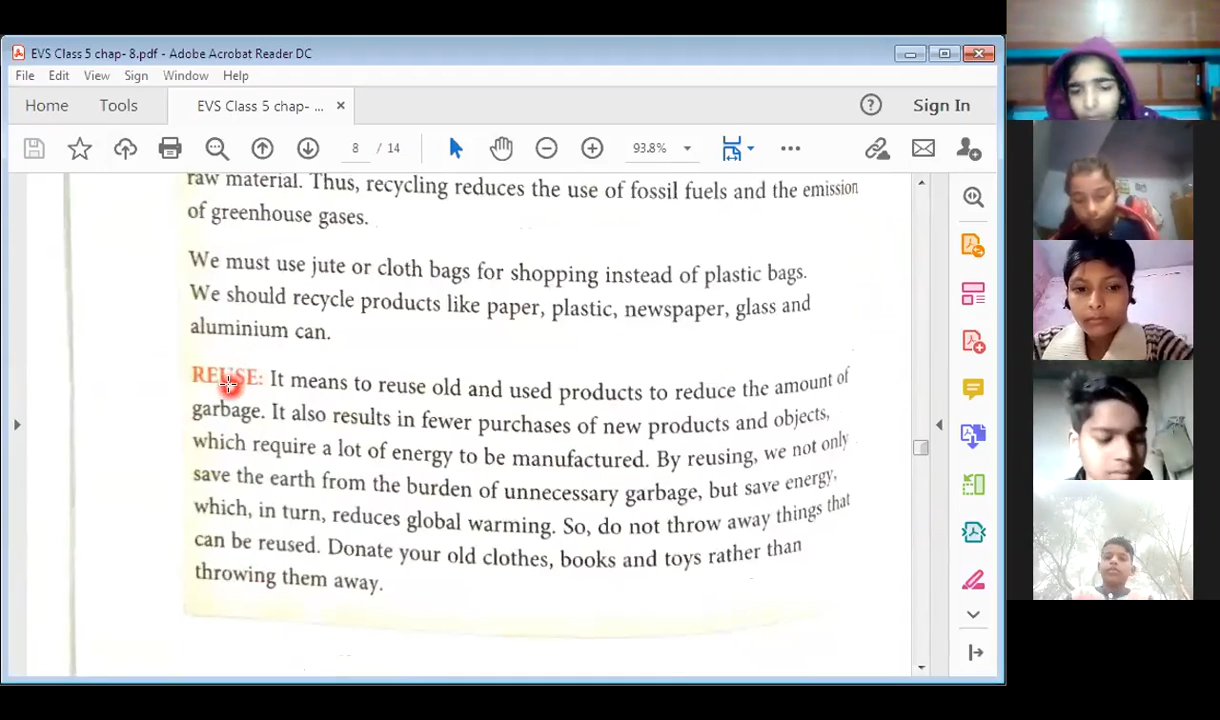 EVS Class 5 chap- 8.pdf - Adobe Acrobat Reader DC
File Edit View Sign Window Help
Home Tools EVS Class 5 chap- ... × Sign In
8 / 14 93.8%
raw material. Thus, recycling reduces the use of fossil fuels and the emission
of greenhouse gases.
We must use jute or cloth bags for shopping instead of plastic bags.
We should recycle products like paper, plastic, newspaper, glass and
aluminium can.
REUSE: It means to reuse old and used products to reduce the amount of
garbage. It also results in fewer purchases of new products and objects,
which require a lot of energy to be manufactured. By reusing, we not only
save the earth from the burden of unnecessary garbage, but save energy,
which, in turn, reduces global warming. So, do not throw away things that
can be reused. Donate your old clothes, books and toys rather than
throwing them away.